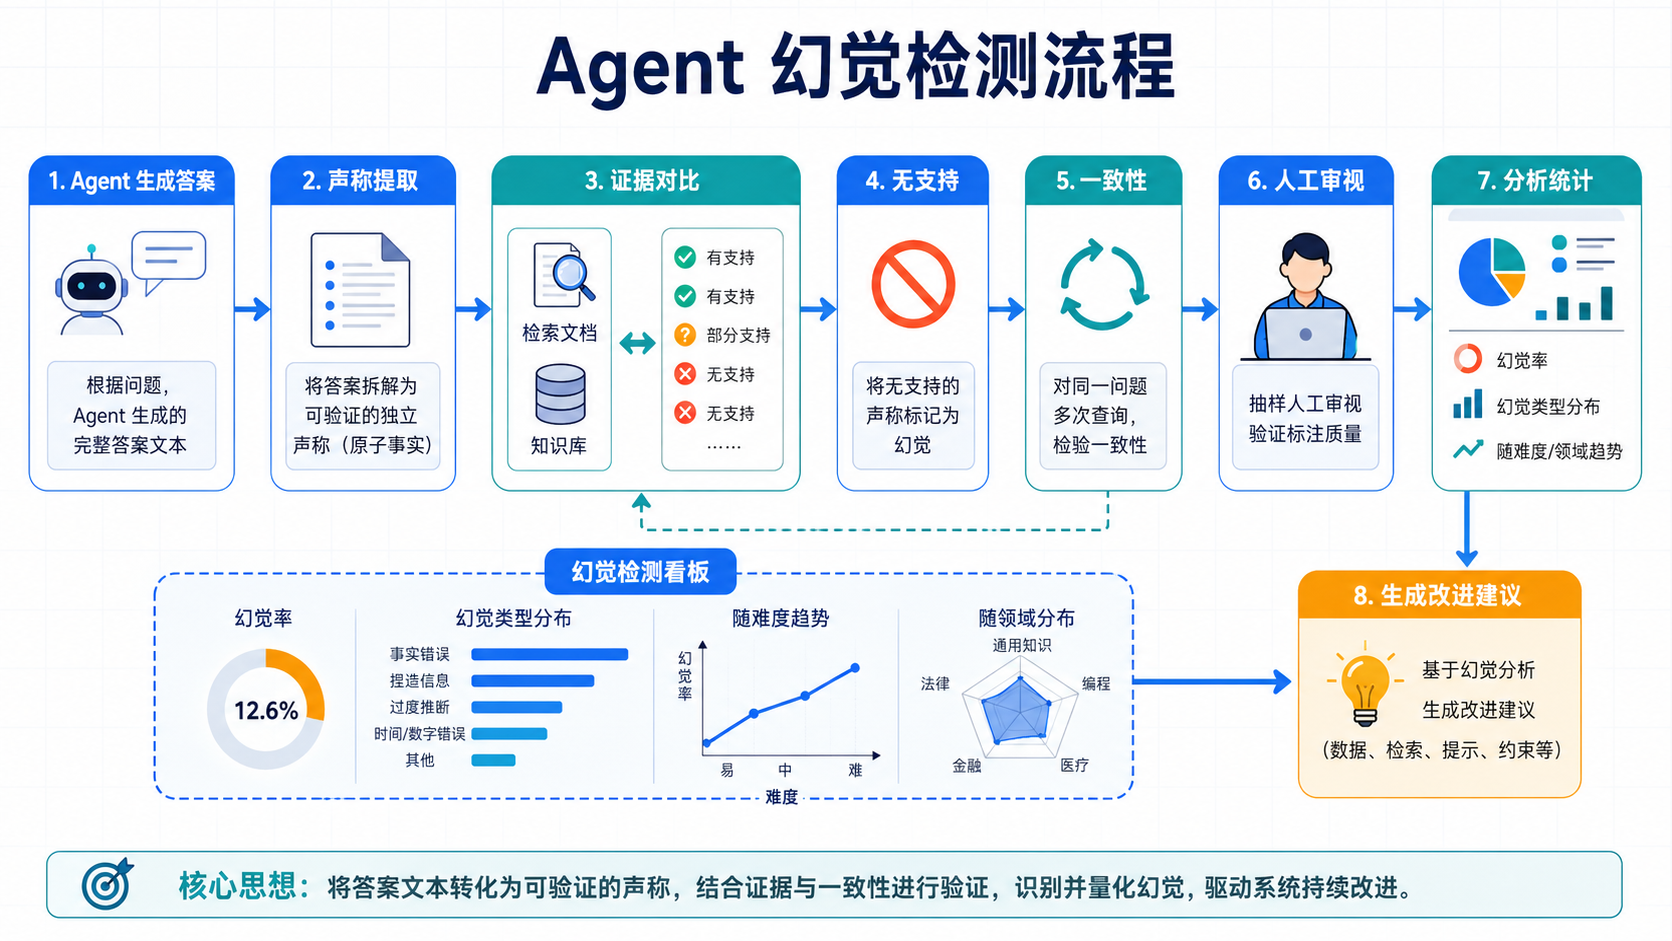 Agent 幻觉检测流程
1. Agent 生成答案
根据问题，
Agent 生成的
完整答案文本
2. 声称提取
将答案拆解为
可验证的独立
声称（原子事实）
3. 证据对比
检索文档
知识库
有支持
有支持
部分支持
无支持
无支持
……
4. 无支持
将无支持的
声称标记为
幻觉
5. 一致性
对同一问题
多次查询，
检验一致性
6. 人工审视
抽样人工审视
验证标注质量
7. 分析统计
幻觉率
幻觉类型分布
随难度/领域趋势
幻觉检测看板
幻觉率
12.6%
幻觉类型分布
事实错误
捏造信息
过度推断
时间/数字错误
其他
随难度趋势
幻觉率
易
中
难
难度
随领域分布
通用知识
法律
编程
金融
医疗
8. 生成改进建议
基于幻觉分析
生成改进建议
（数据、检索、提示、约束等）
核心思想：将答案文本转化为可验证的声称，结合证据与一致性进行验证，识别并量化幻觉，驱动系统持续改进。